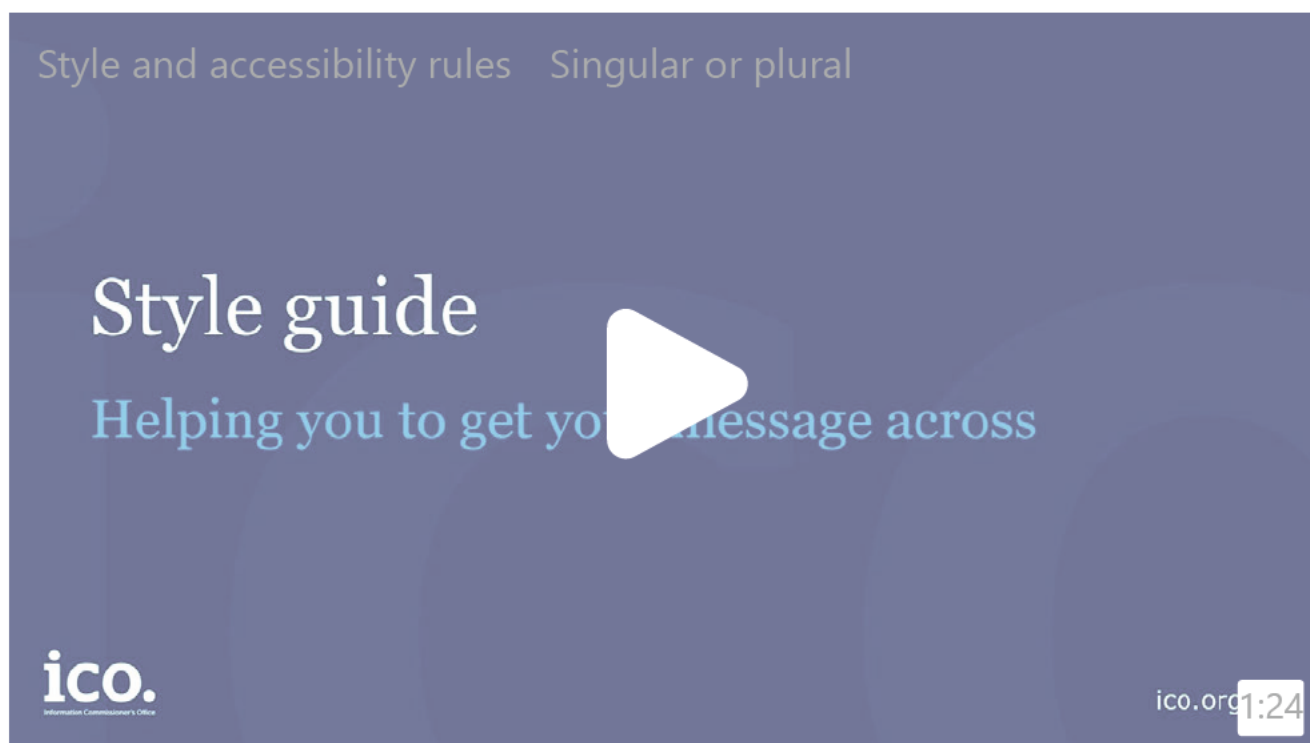 Style and accessibility rules Singular or plural
Style guide
Helping you to get message across
ico.
Information Commissioner's Office
ico.org
1:24